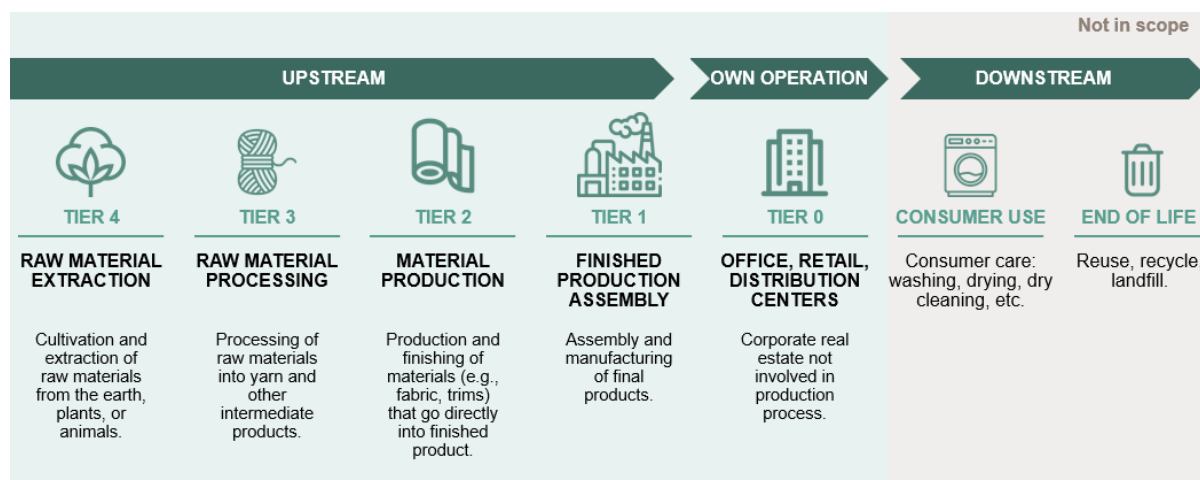 Not in scope
UPSTREAM
OWN OPERATION
DOWNSTREAM
TIER 4
RAW MATERIAL
EXTRACTION
Cultivation and
extraction of
raw materials
from the earth,
plants, or
animals.
TIER 3
RAW MATERIAL
PROCESSING
Processing of
raw materials
into yarn and
other
intermediate
products.
TIER 2
MATERIAL
PRODUCTION
Production and
finishing of
materials (e.g.,
fabric, trims)
that go directly
into finished
product.
TIER 1
FINISHED
PRODUCTION
ASSEMBLY
Assembly and
manufacturing
of final
products.
TIER 0
OFFICE, RETAIL,
DISTRIBUTION
CENTERS
Corporate real
estate not
involved in
production
process.
CONSUMER USE
Consumer care:
washing, drying, dry
cleaning, etc.
END OF LIFE
Reuse, recycle
landfill.